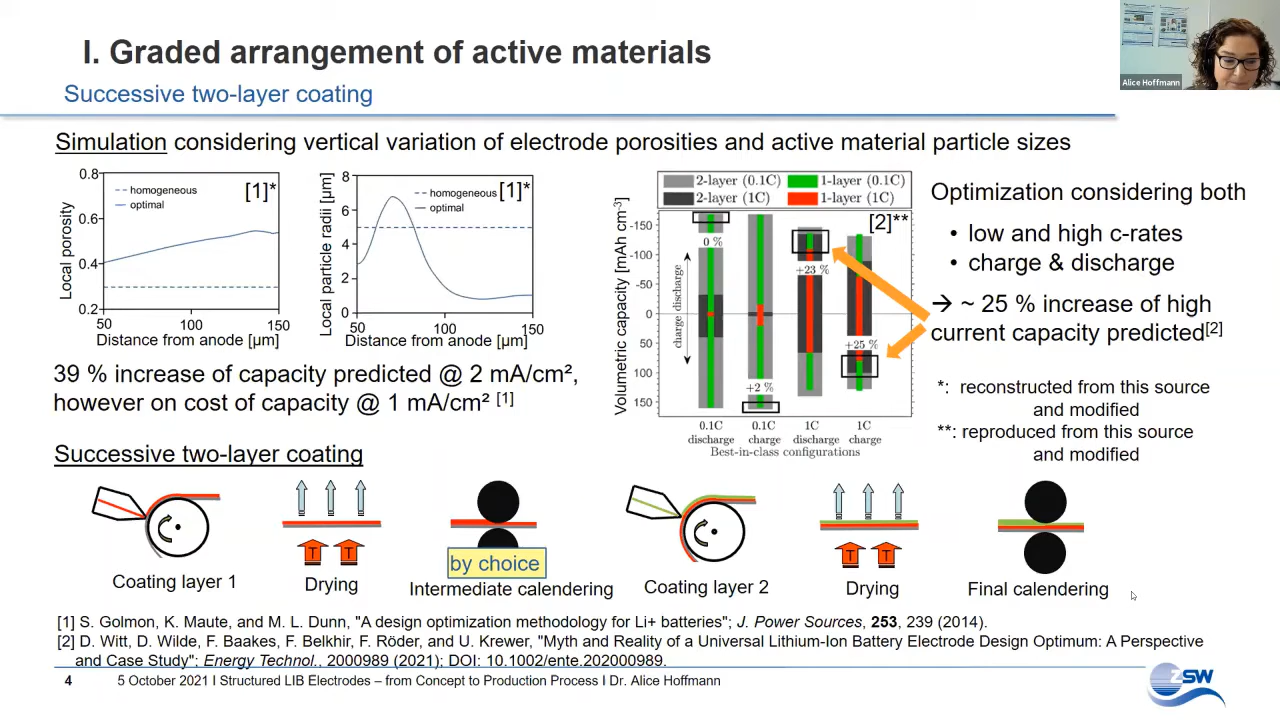 I. Graded arrangement of active materials
Alice Hoffmann
Successive two-layer coating
Simulation considering vertical variation of electrode porosities and active material particle sizes
0.8
0.6
0.4
0.2
Local porosity
homogeneous
optimal
[1]*
50
100
150
Distance from anode [µm]
8
6
4
2
0
Local particle radii [µm]
homogeneous
optimal
[1]*
50
100
150
Distance from anode [µm]
39 % increase of capacity predicted @ 2 mA/cm²,
however on cost of capacity @ 1 mA/cm² [1]
2-layer (0.1C)
1-layer (0.1C)
2-layer (1C)
1-layer (1C)
[2]**
Volumetric capacity [mAh cm-3]
-150
-100
-50
0
50
100
150
charge discharge
0 %
+2 %
+23 %
+25 %
0.1C
discharge
0.1C
charge
1C
discharge
1C
charge
Best-in-class configurations
Optimization considering both
• low and high c-rates
• charge & discharge
→ ~ 25 % increase of high
current capacity predicted[2]
*: reconstructed from this source
and modified
**: reproduced from this source
and modified
Successive two-layer coating
Coating layer 1
T T
Drying
by choice
Intermediate calendering
Coating layer 2
T T
Drying
Final calendering
[1] S. Golmon, K. Maute, and M. L. Dunn, "A design optimization methodology for Li+ batteries"; J. Power Sources, 253, 239 (2014).
[2] D. Witt, D. Wilde, F. Baakes, F. Belkhir, F. Röder, and U. Krewer, "Myth and Reality of a Universal Lithium-Ion Battery Electrode Design Optimum: A Perspective
and Case Study"; Energy Technol., 2000989 (2021); DOI: 10.1002/ente.202000989.
4
5 October 2021 I Structured LIB Electrodes – from Concept to Production Process I Dr. Alice Hoffmann
ZSW